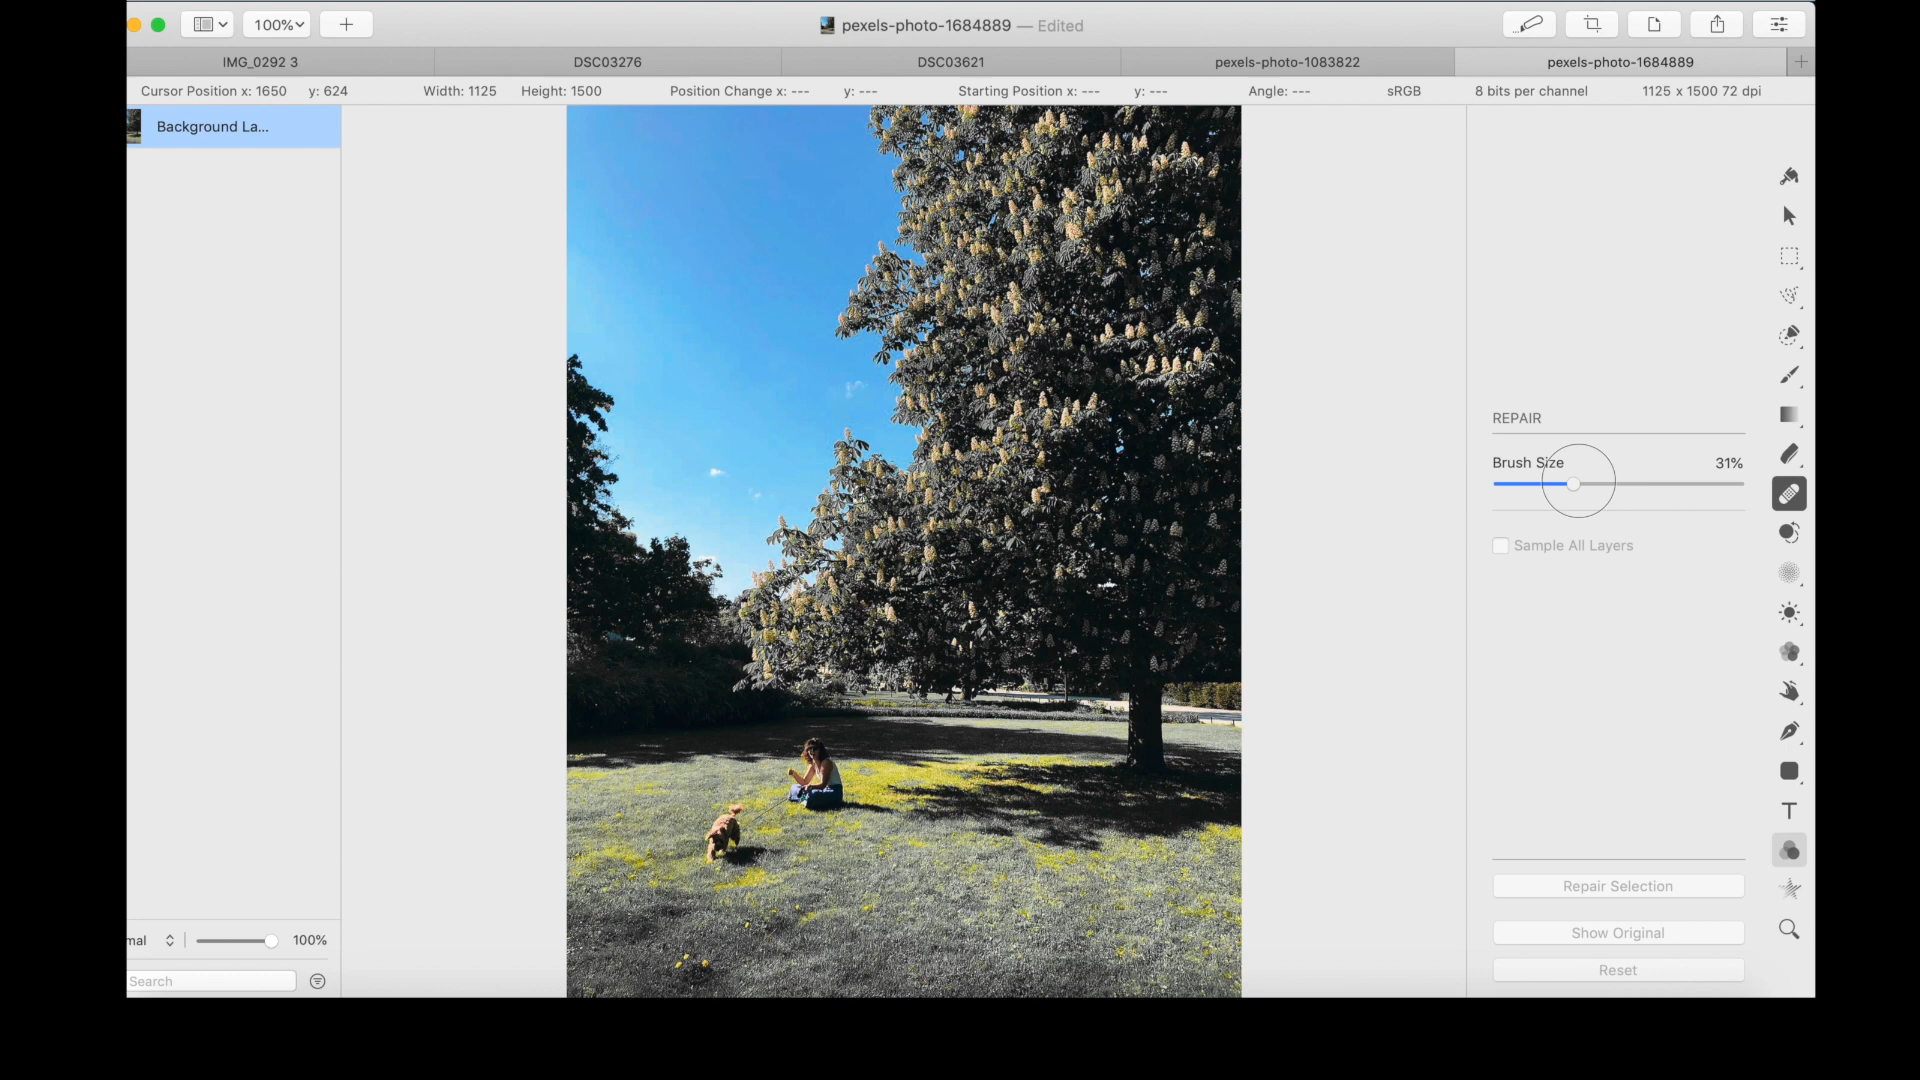 100%
pexels-photo-1684889 — Edited
IMG_0292 3
DSC03276
DSC03621
pexels-photo-1083822
pexels-photo-1684889
Cursor Position x: 1650 y: 624 Width: 1125 Height: 1500 Position Change x: --- y: --- Starting Position x: --- y: --- Angle: --- sRGB 8 bits per channel 1125 x 1500 72 dpi
Background La...
REPAIR
Brush Size 31%
Sample All Layers
T
Repair Selection
Show Original
Reset
mal 100%
Search